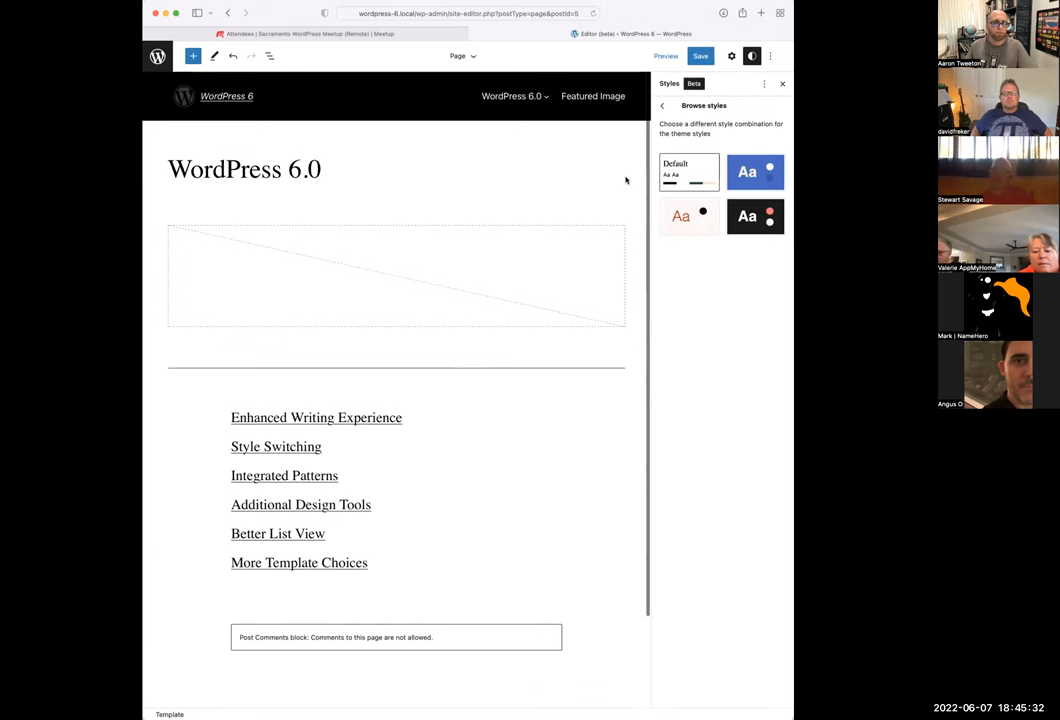 wordpress-6.local/wp-admin/site-editor.php?postType=page&postId=5
Attendees | Sacramento WordPress Meetup (Remote) | Meetup
Editor (beta) ‹ WordPress 6 — WordPress
Page
Preview
Save
WordPress 6
WordPress 6.0
Featured Image
Styles
Beta
Browse styles
Choose a different style combination for
the theme styles
Default
Aa Aa
Aa
Aa
Aa
WordPress 6.0
Enhanced Writing Experience
Style Switching
Integrated Patterns
Additional Design Tools
Better List View
More Template Choices
Post Comments block: Comments to this page are not allowed.
Template
Aaron Tweeton
davidfreker
Stewart Savage
Valerie AppMyHome
Mark | NameHero
Angus O
2022-06-07 18:45:32